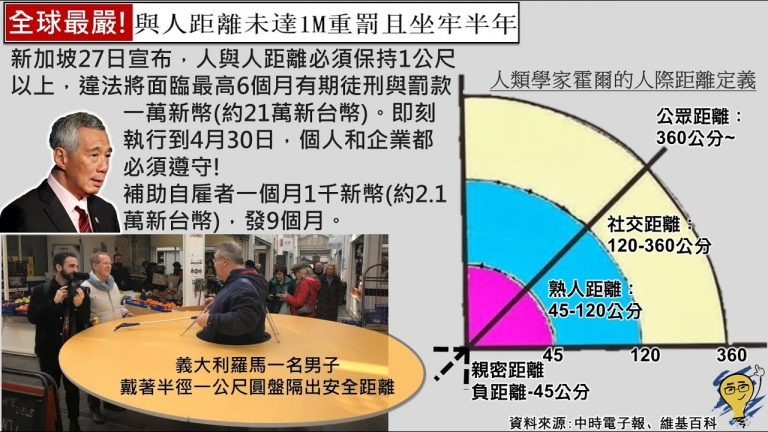 全球最嚴!與人距離未達1M重罰且坐牢半年
新加坡27日宣布，人與人距離必須保持1公尺
以上，違法將面臨最高6個月有期徒刑與罰款
一萬新幣(約21萬新台幣)。即刻
執行到4月30日，個人和企業都
必須遵守!
補助自雇者一個月1千新幣(約2.1
萬新台幣)，發9個月。
人類學家霍爾的人際距離定義
公眾距離：
360公分~
社交距離：
120-360公分
熟人距離：
45-120公分
45
120
360
親密距離
負距離-45公分
義大利羅馬一名男子
戴著半徑一公尺圓盤隔出安全距離
資料來源:中時電子報、維基百科